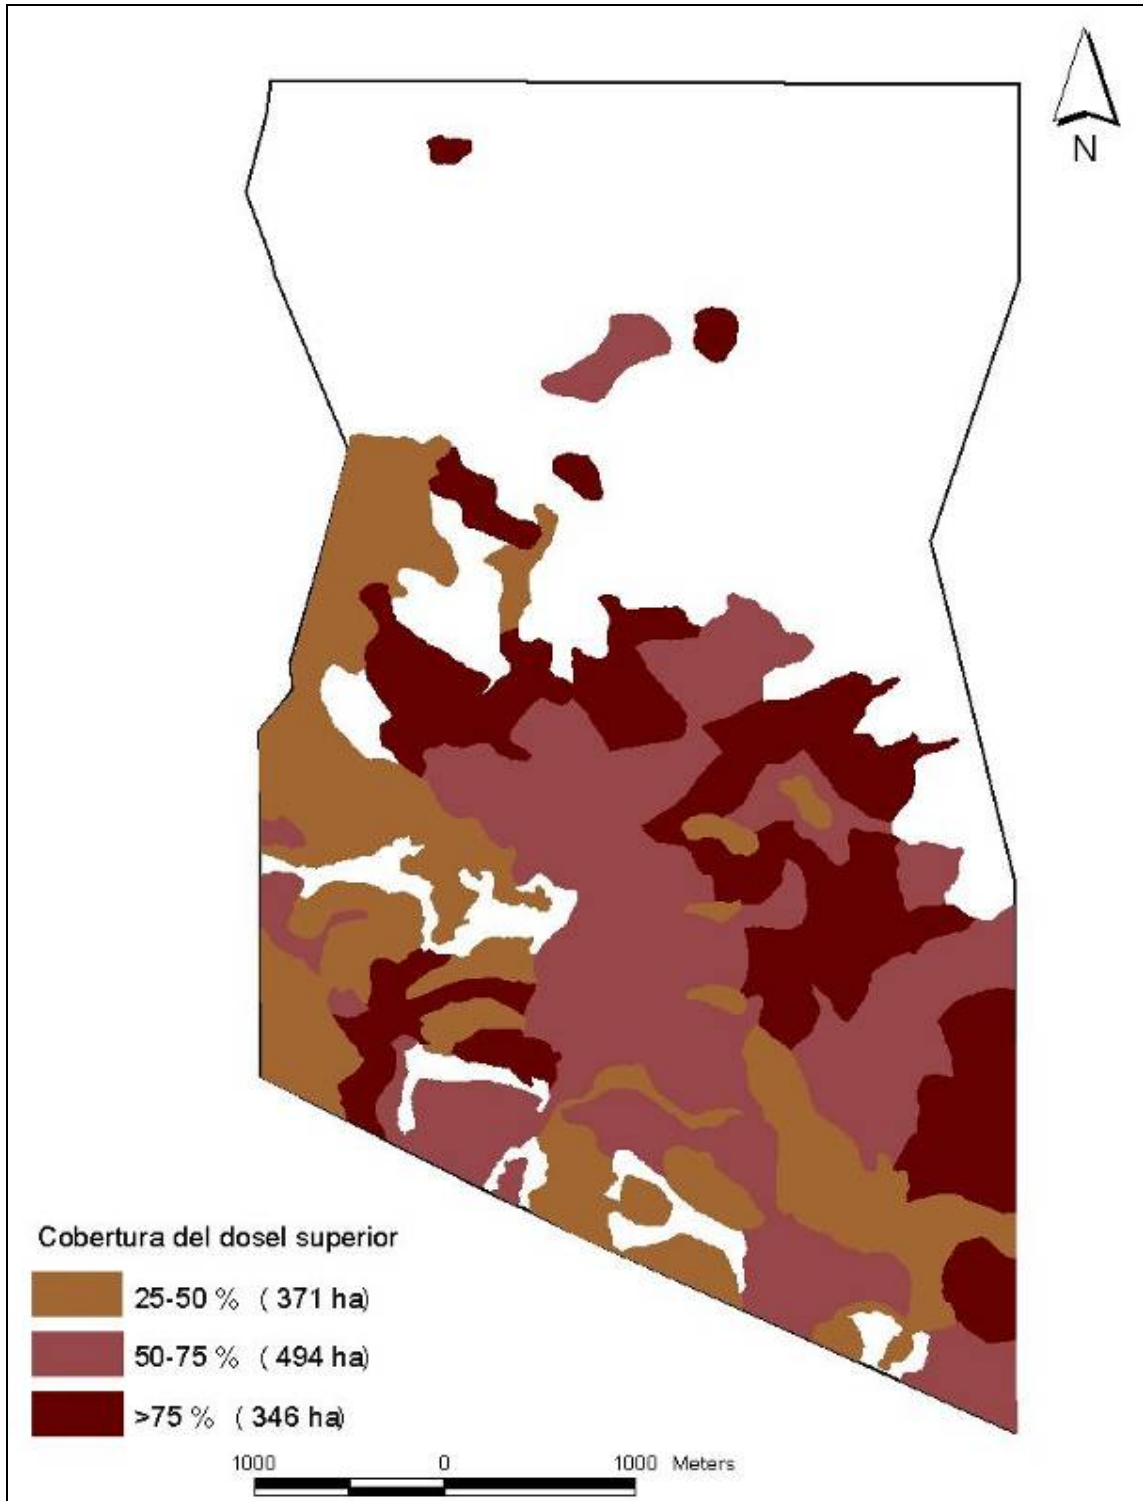 N
Cobertura del dosel superior
25-50 % ( 371 ha)
50-75 % ( 494 ha)
>75 % ( 346 ha)
1000 0 1000 Meters